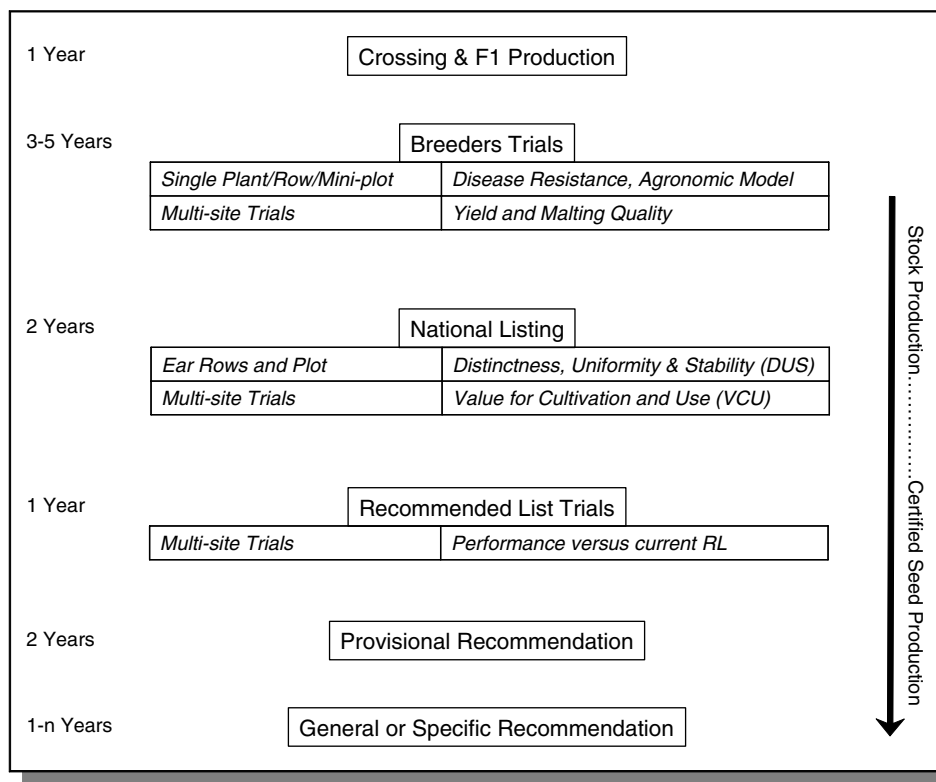 1 Year
Crossing & F1 Production
3-5 Years
Breeders Trials
Single Plant/Row/Mini-plot
Disease Resistance, Agronomic Model
Multi-site Trials
Yield and Malting Quality
2 Years
National Listing
Ear Rows and Plot
Distinctness, Uniformity & Stability (DUS)
Multi-site Trials
Value for Cultivation and Use (VCU)
1 Year
Recommended List Trials
Multi-site Trials
Performance versus current RL
2 Years
Provisional Recommendation
1-n Years
General or Specific Recommendation
Stock Production...............Certified Seed Production